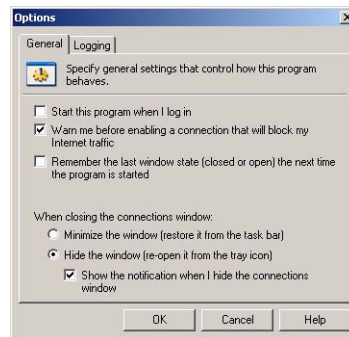 Options
General Logging
Specify general settings that control how this program
behaves.
Start this program when I log in
Warn me before enabling a connection that will block my
Internet traffic
Remember the last window state (closed or open) the next time
the program is started
When closing the connections window:
Minimize the window (restore it from the task bar)
Hide the window (re-open it from the tray icon)
Show the notification when I hide the connections
window
OK Cancel Help